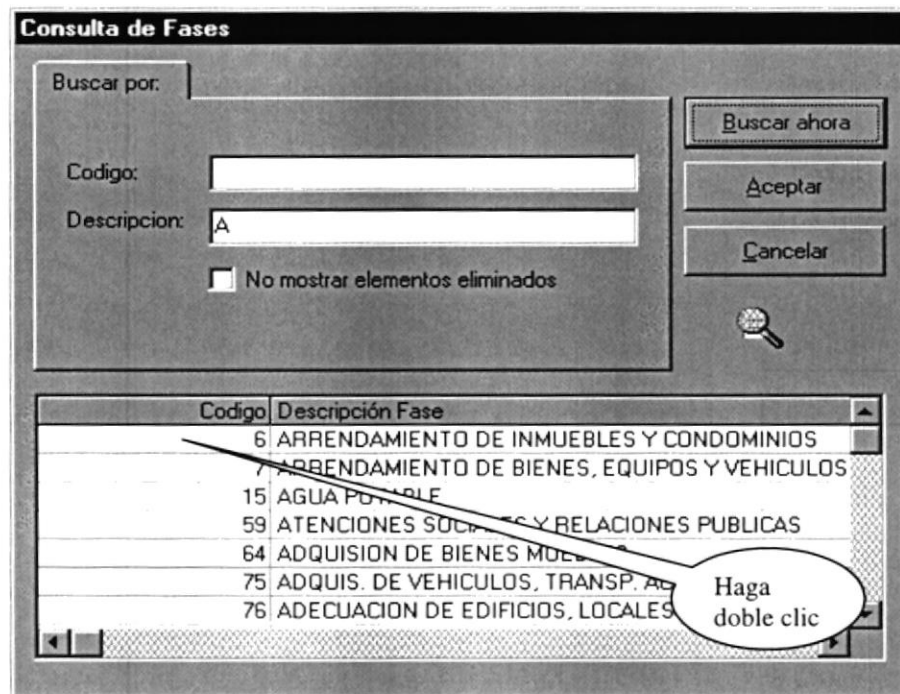 Consulta de Fases
Buscar por:
Codigo:
Descripcion: A
No mostrar elementos eliminados
Buscar ahora
Aceptar
Cancelar
Codigo Descripción Fase
6 ARRENDAMIENTO DE INMUEBLES Y CONDOMINIOS
7 ARRENDAMIENTO DE BIENES, EQUIPOS Y VEHICULOS
15 AGUA POTABLE
59 ATENCIONES SOCIALES Y RELACIONES PUBLICAS
64 ADQUISION DE BIENES
75 ADQUIS. DE VEHICULOS, TRANSP.
76 ADECUACION DE EDIFICIOS, LOCALES
Haga
doble clic